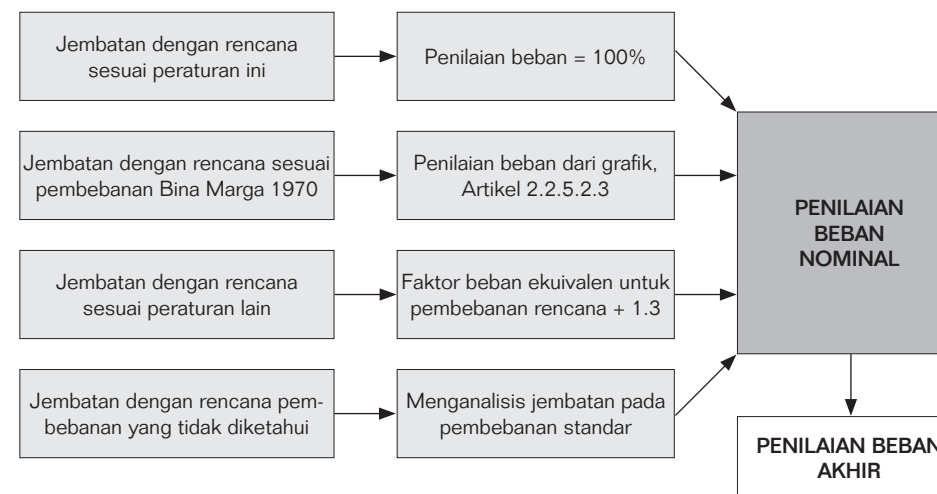 Jembatan dengan rencana
sesuai peraturan ini
Penilaian beban = 100%
Jembatan dengan rencana sesuai
pembebanan Bina Marga 1970
Penilaian beban dari grafik,
Artikel 2.2.5.2.3
Jembatan dengan rencana
sesuai peraturan lain
Faktor beban ekuivalen untuk
pembebanan rencana + 1.3
Jembatan dengan rencana pem-
bebanan yang tidak diketahui
Menganalisis jembatan pada
pembebanan standar
PENILAIAN
BEBAN
NOMINAL
PENILAIAN BEBAN
AKHIR